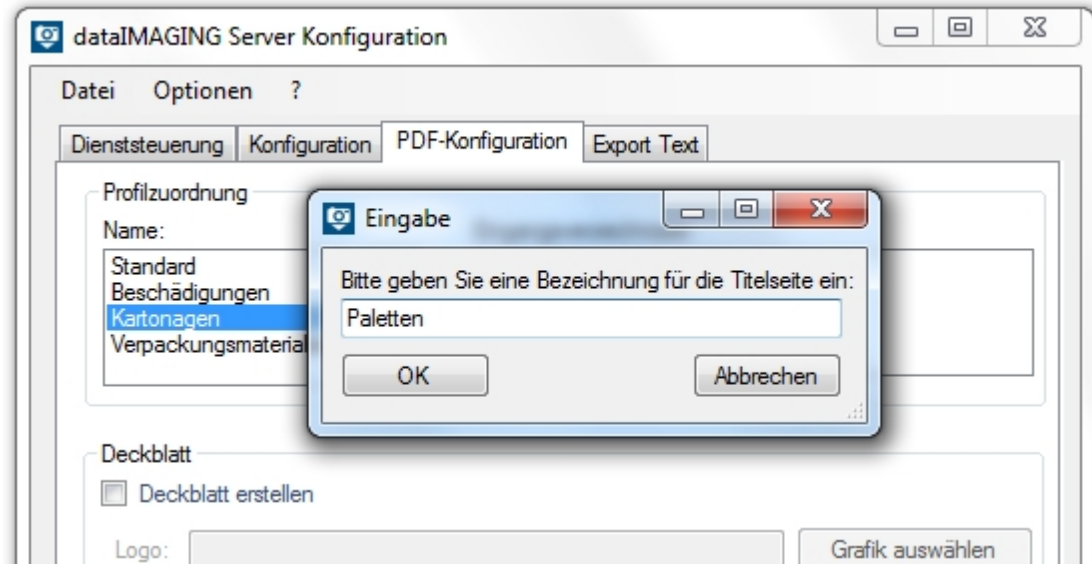 dataIMAGING Server Konfiguration
Datei Optionen ?
Dienststeuerung Konfiguration PDF-Konfiguration Export Text
Profilzuordnung
Name:
Standard
Beschädigungen
Kartonagen
Verpackungsmaterial
Eingabe
Bitte geben Sie eine Bezeichnung für die Titelseite ein:
Paletten
OK Abbrechen
Deckblatt
Deckblatt erstellen
Logo: Grafik auswählen